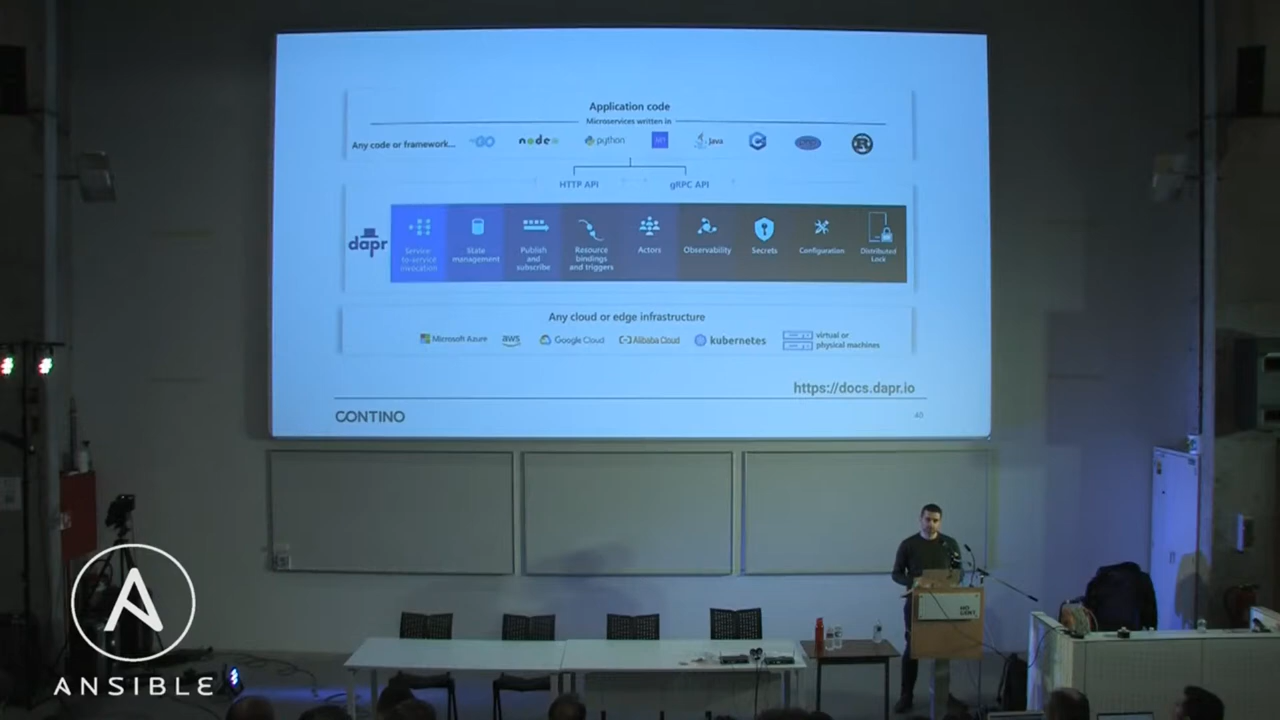 Application code
Microservices written in
Any code or framework...
GO
node
python
Java
HTTP API
gRPC API
dapr
Service-
to-service
invocation
State
management
Publish
and
subscribe
Resource
bindings
and triggers
Actors
Observability
Secrets
Configuration
Distributed
Lock
Any cloud or edge infrastructure
Microsoft Azure
aws
Google Cloud
Alibaba Cloud
kubernetes
virtual or
physical machines
https://docs.dapr.io
CONTINO
ANSIBLE